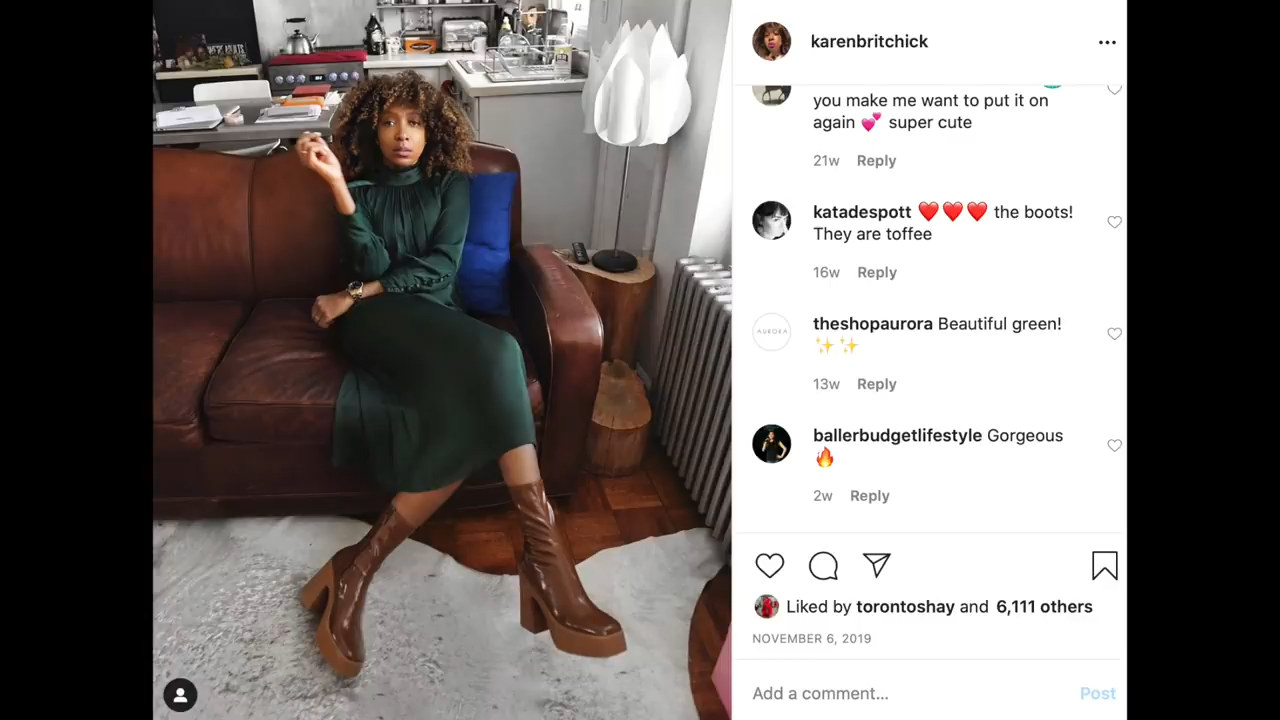 karenbritchick
you make me want to put it on
again 💕 super cute
21w Reply
katadespott ❤️❤️❤️ the boots!
They are toffee
16w Reply
AURORA
theshopaurora Beautiful green!
✨✨
13w Reply
ballerbudgetlifestyle Gorgeous
🔥
2w Reply
Liked by torontoshay and 6,111 others
NOVEMBER 6, 2019
Add a comment... Post